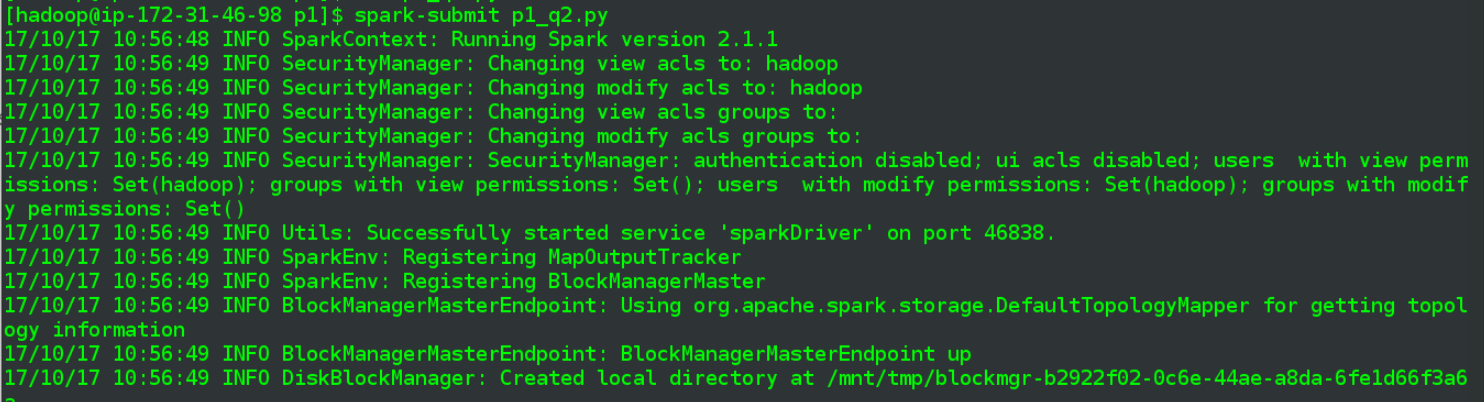 [hadoop@ip-172-31-46-98 p1]$ spark-submit p1_q2.py
17/10/17 10:56:48 INFO SparkContext: Running Spark version 2.1.1
17/10/17 10:56:49 INFO SecurityManager: Changing view acls to: hadoop
17/10/17 10:56:49 INFO SecurityManager: Changing modify acls to: hadoop
17/10/17 10:56:49 INFO SecurityManager: Changing view acls groups to:
17/10/17 10:56:49 INFO SecurityManager: Changing modify acls groups to:
17/10/17 10:56:49 INFO SecurityManager: SecurityManager: authentication disabled; ui acls disabled; users  with view perm
issions: Set(hadoop); groups with view permissions: Set(); users  with modify permissions: Set(hadoop); groups with modif
y permissions: Set()
17/10/17 10:56:49 INFO Utils: Successfully started service 'sparkDriver' on port 46838.
17/10/17 10:56:49 INFO SparkEnv: Registering MapOutputTracker
17/10/17 10:56:49 INFO SparkEnv: Registering BlockManagerMaster
17/10/17 10:56:49 INFO BlockManagerMasterEndpoint: Using org.apache.spark.storage.DefaultTopologyMapper for getting topol
ogy information
17/10/17 10:56:49 INFO BlockManagerMasterEndpoint: BlockManagerMasterEndpoint up
17/10/17 10:56:49 INFO DiskBlockManager: Created local directory at /mnt/tmp/blockmgr-b2922f02-0c6e-44ae-a8da-6fe1d66f3a6